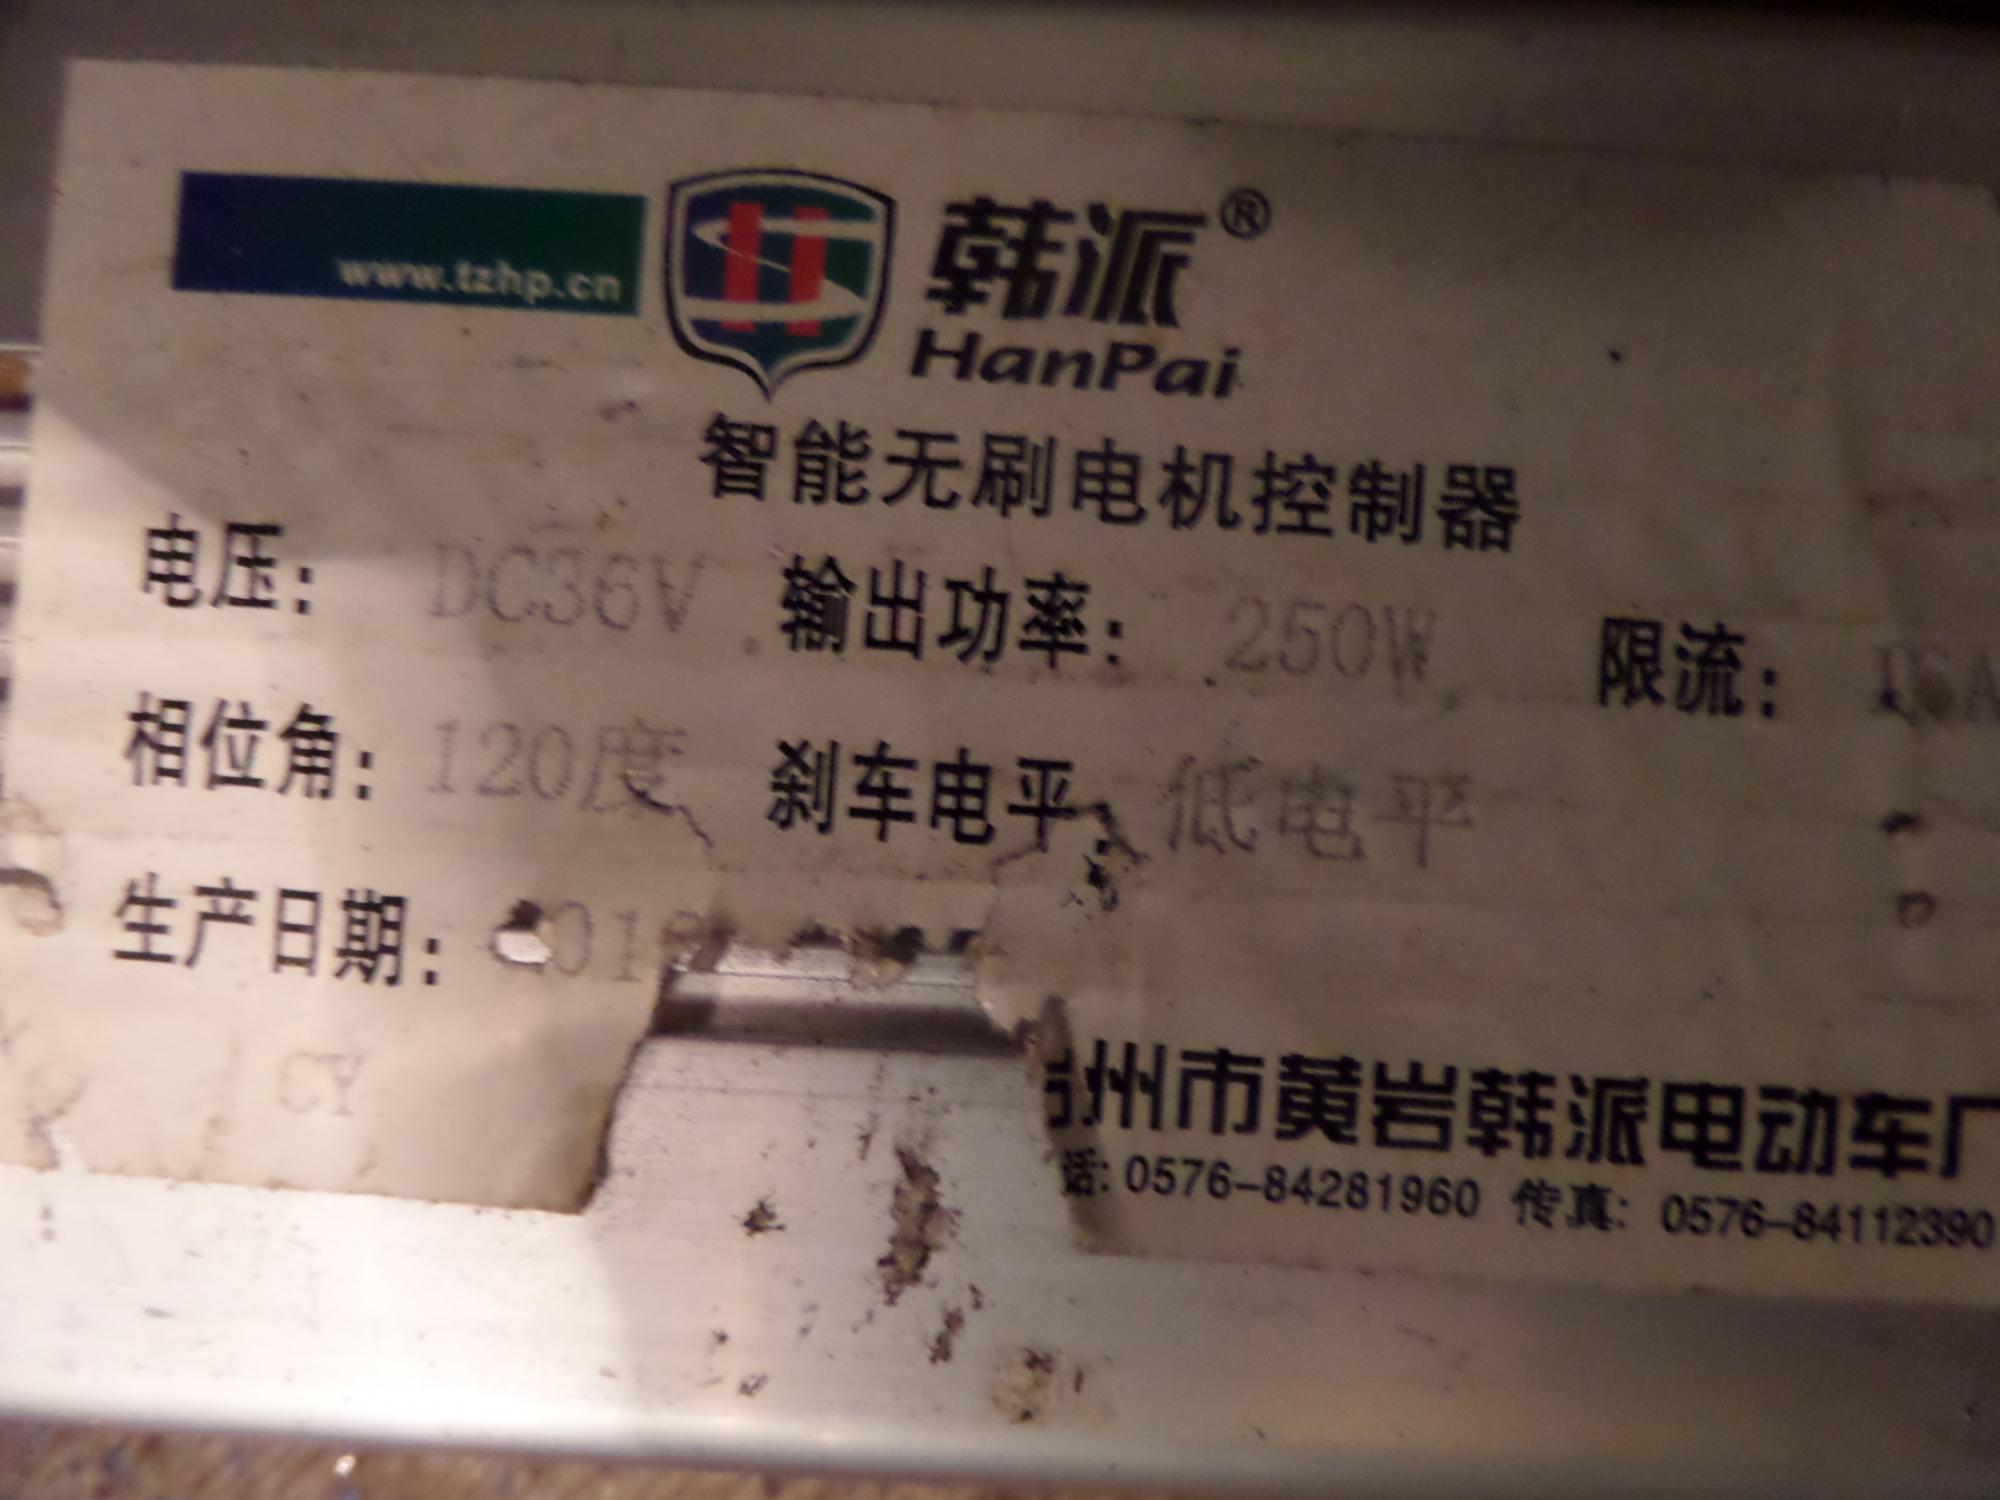 www.tzhp.cn
韩派®
HanPai
智能无刷电机控制器
电压: DC36V 输出功率: 250W 限流:
相位角: 120度 刹车电平: 低电平
生产日期:
CY
州市黄岩韩派电动车厂
话: 0576-84281960 传真: 0576-84112390